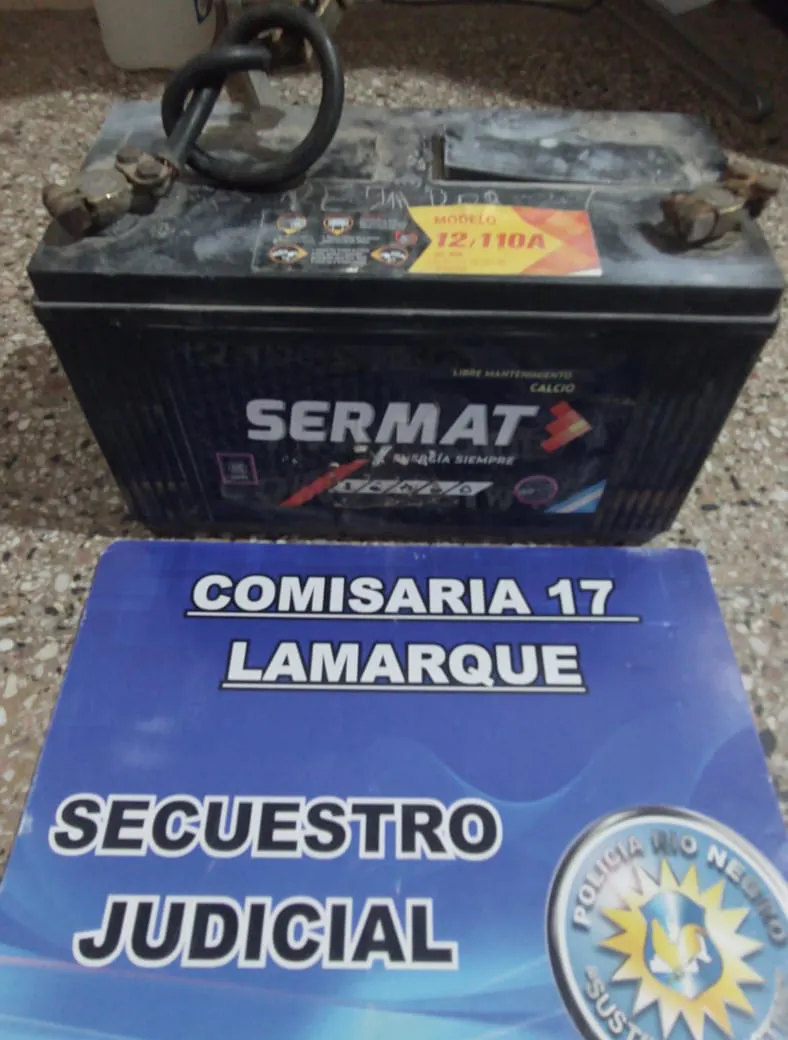 MODELO
12/110A
LIBRE MANTENIMIENTO
CALCIO
SERMAT
ENERGÍA SIEMPRE
COMISARIA 17
LAMARQUE
SECUESTRO
JUDICIAL
POLICIA RIO NEGRO